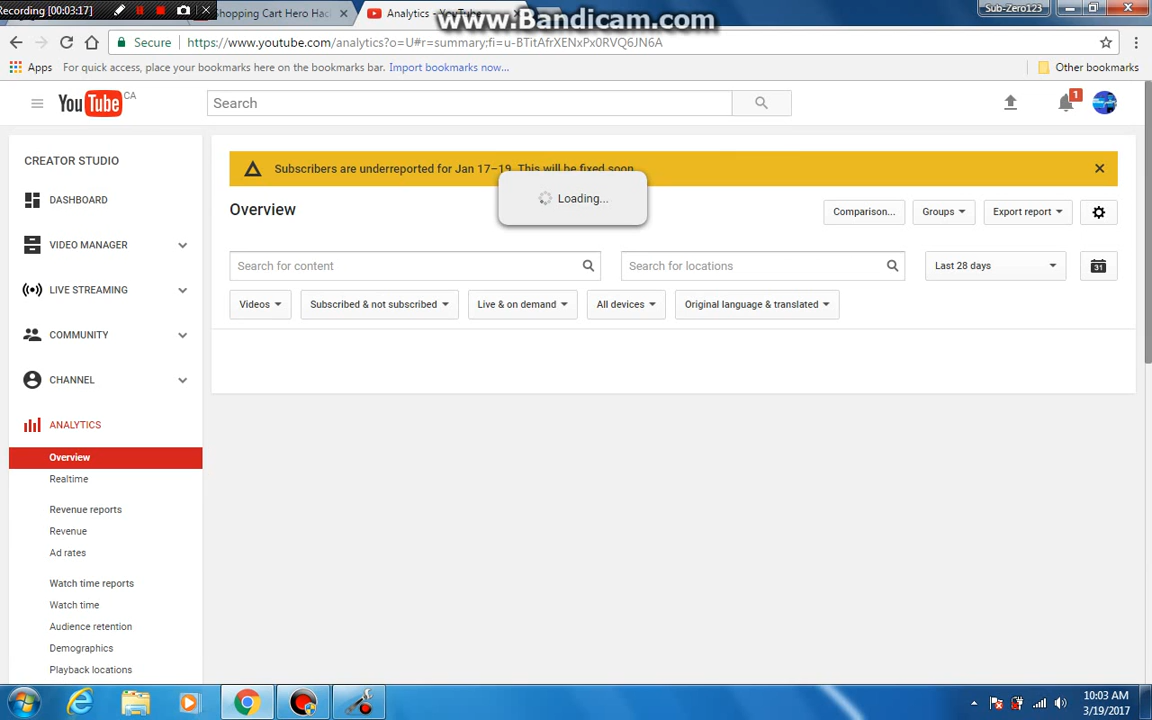 Recording [00:03:17]
Shopping Cart Hero Hac
Analytics - YouTube
www.Bandicam.com
Sub-Zero123
Secure
https://www.youtube.com/analytics?o=U#r=summary;fi=u-BTitAfrXENxPx0RVQ6JN6A
Apps
For quick access, place your bookmarks here on the bookmarks bar.
Import bookmarks now...
Other bookmarks
YouTube CA
Search
1
CREATOR STUDIO
DASHBOARD
VIDEO MANAGER
LIVE STREAMING
COMMUNITY
CHANNEL
ANALYTICS
Overview
Realtime
Revenue reports
Revenue
Ad rates
Watch time reports
Watch time
Audience retention
Demographics
Playback locations
Subscribers are underreported for Jan 17–19. This will be fixed soon.
Loading...
Overview
Comparison...
Groups
Export report
Search for content
Search for locations
Last 28 days
31
Videos
Subscribed & not subscribed
Live & on demand
All devices
Original language & translated
10:03 AM
3/19/2017